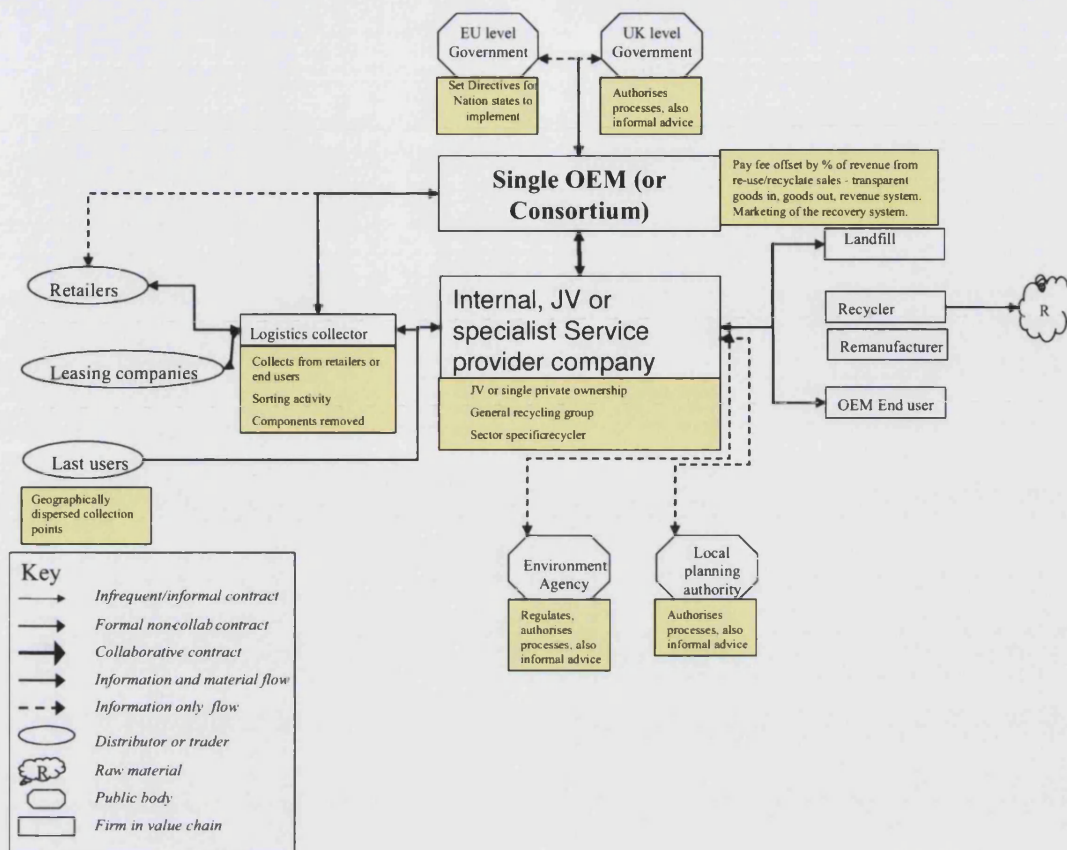 EU level
Government
UK level
Government
Set Directives for
Nation states to
implement
Authorises
processes, also
informal advice
Single OEM (or
Consortium)
Pay fee offset by % of revenue from
re-use/recyclate sales - transparent
goods in, goods out, revenue system.
Marketing of the recovery system.
Landfill
Retailers
Internal, JV or
specialist Service
provider company
Recycler
R
Logistics collector
Remanufacturer
Leasing companies
Collects from retailers or
end users
Sorting activity
Components removed
JV or single private ownership
General recycling group
Sector specificrecycler
OEM End user
Last users
Geographically
dispersed collection
points
Environment
Agency
Local
planning
authority
Regulates,
authorises
processes, also
informal advice
Authorises
processes, also
informal advice
Key
Infrequent/informal contract
Formal non-collab contract
Collaborative contract
Information and material flow
Information only flow
Distributor or trader
R
Raw material
Public body
Firm in value chain